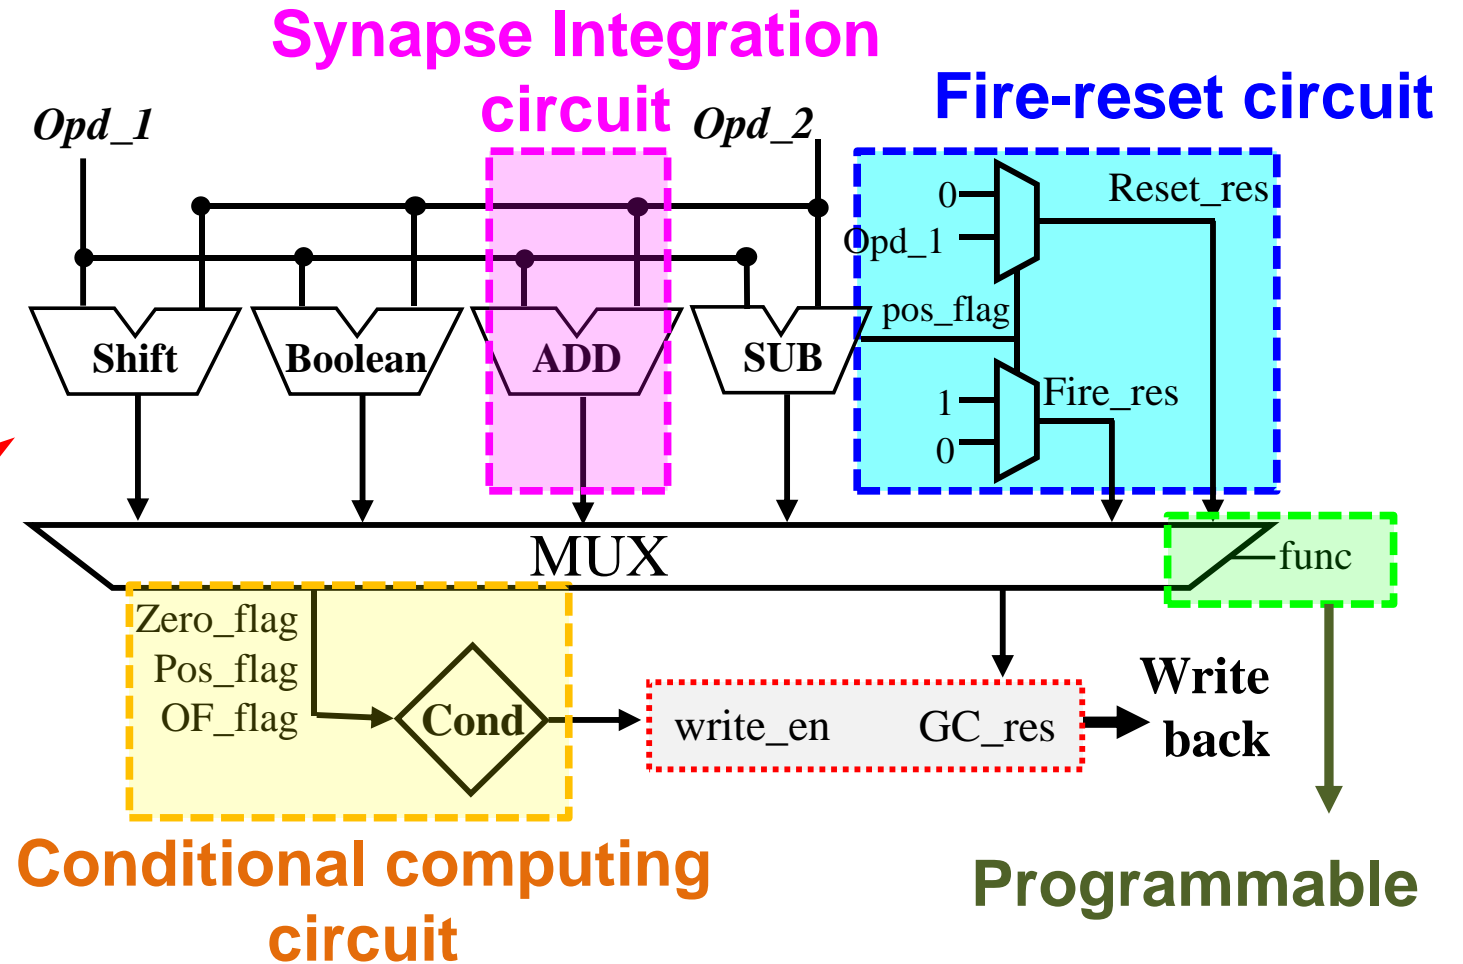 Synapse Integration
circuit
Fire-reset circuit
Opd_1
Opd_2
0
Reset_res
Opd_1
pos_flag
Shift
Boolean
ADD
SUB
1
Fire_res
0
MUX
func
Zero_flag
Pos_flag
OF_flag
Cond
write_en
GC_res
Write
back
Conditional computing
circuit
Programmable